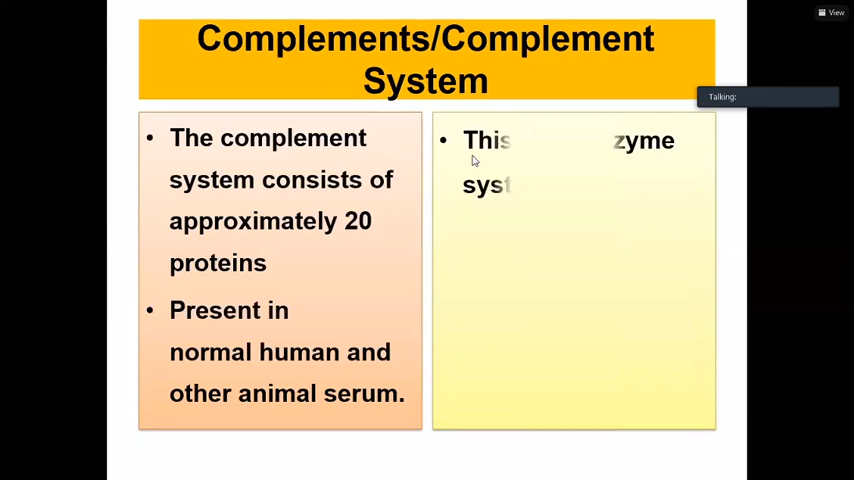 Complements/Complement
System
View
Talking:
• The complement
system consists of
approximately 20
proteins
• Present in
normal human and
other animal serum.
• This zyme
syst